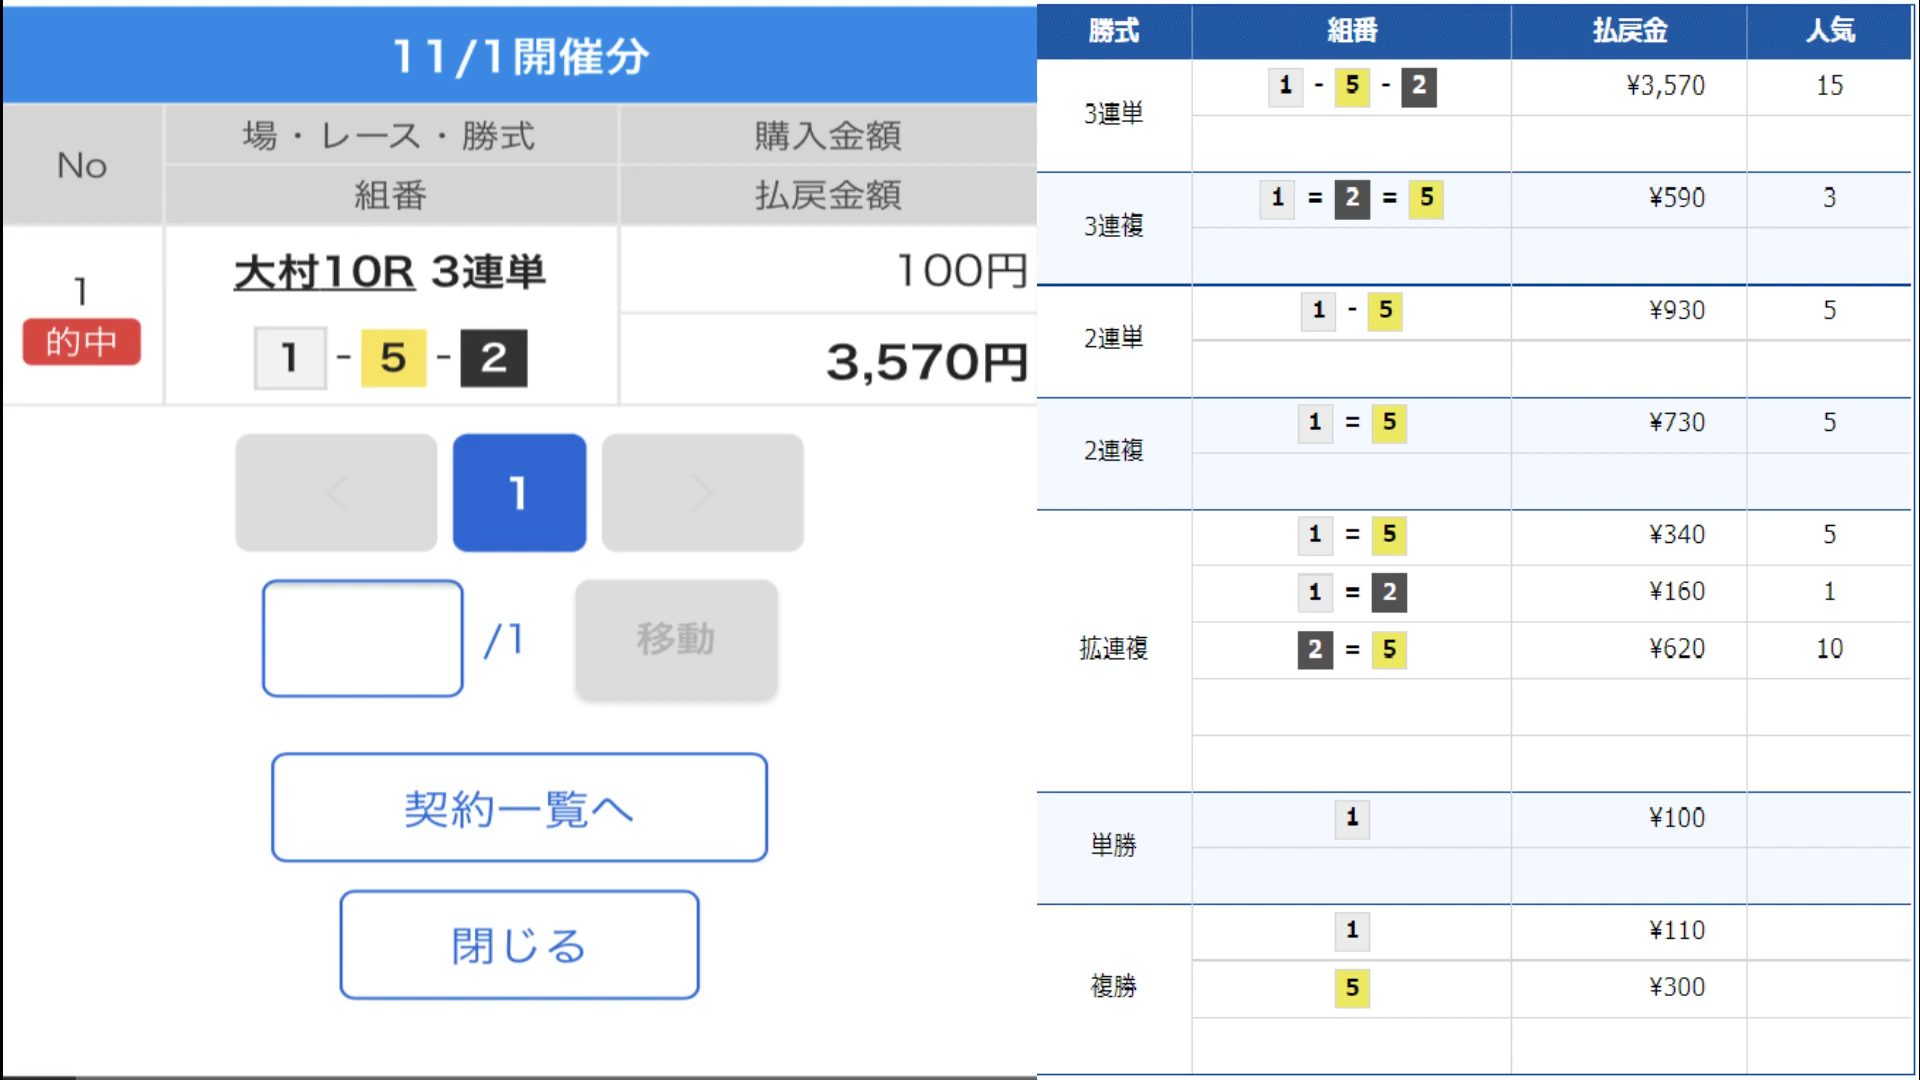 11/1開催分
No
場・レース・勝式
購入金額
組番
払戻金額
1
的中
大村10R 3連単
100円
1 - 5 - 2
3,570円
<
1
>
/1
移動
契約一覧へ
閉じる
勝式 組番 払戻金 人気
3連単 1 - 5 - 2 ¥3,570 15
3連複 1 = 2 = 5 ¥590 3
2連単 1 - 5 ¥930 5
2連複 1 = 5 ¥730 5
拡連複
1 = 5 ¥340 5
1 = 2 ¥160 1
2 = 5 ¥620 10
単勝 1 ¥100
複勝
1 ¥110
5 ¥300